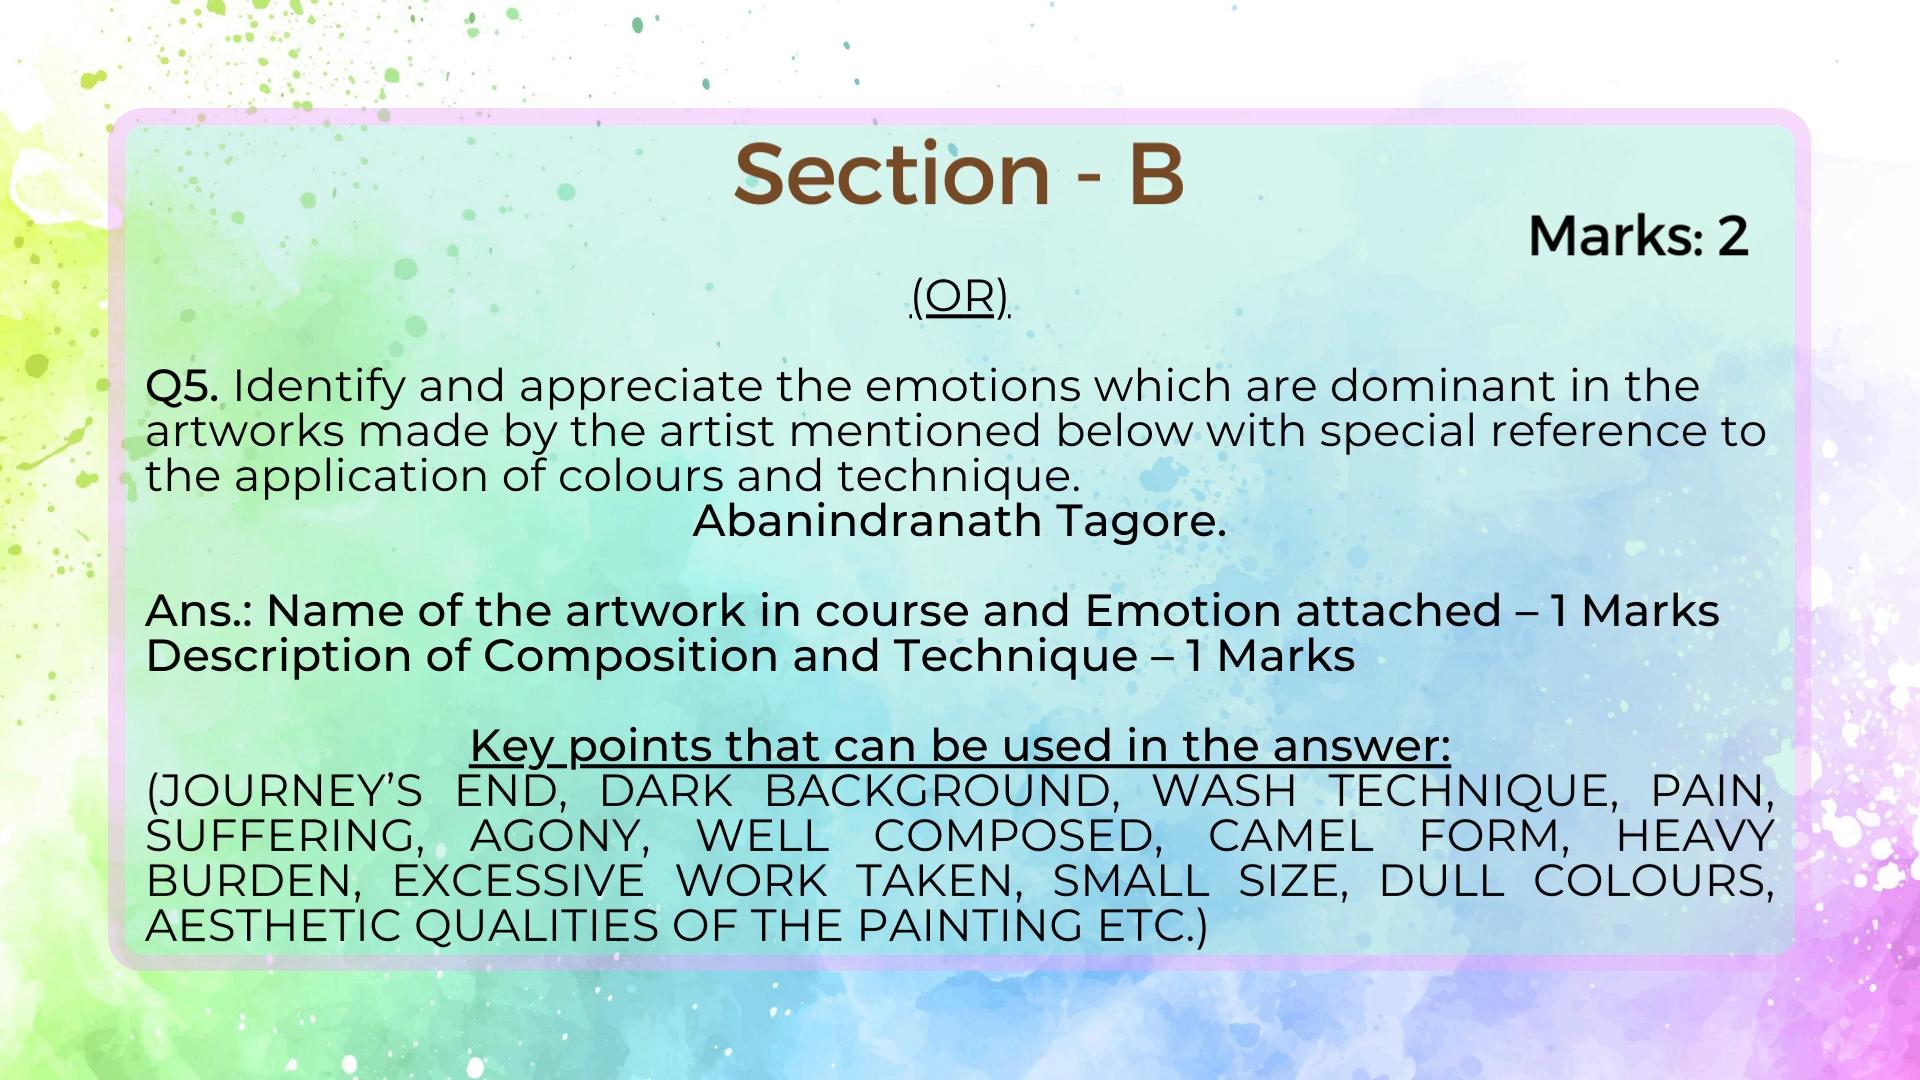 Section - B
Marks: 2
(OR)
Q5. Identify and appreciate the emotions which are dominant in the
artworks made by the artist mentioned below with special reference to
the application of colours and technique.
Abanindranath Tagore.
Ans.: Name of the artwork in course and Emotion attached – 1 Marks
Description of Composition and Technique – 1 Marks
Key points that can be used in the answer:
(JOURNEY’S END, DARK BACKGROUND, WASH TECHNIQUE, PAIN,
SUFFERING, AGONY, WELL COMPOSED, CAMEL FORM, HEAVY
BURDEN, EXCESSIVE WORK TAKEN, SMALL SIZE, DULL COLOURS,
AESTHETIC QUALITIES OF THE PAINTING ETC.)